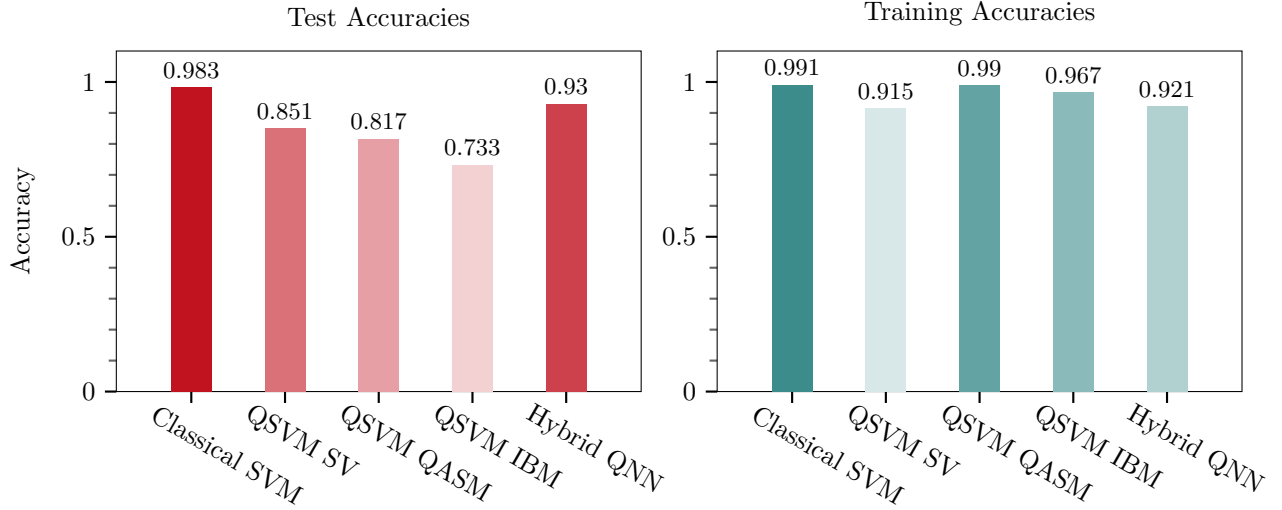 Test Accuracies
Accuracy
1
0.5
0
0.983
0.851
0.817
0.733
0.93
Classical SVM
QSVM SV
QSVM QASM
QSVM IBM
Hybrid QNN
Training Accuracies
1
0.5
0
0.991
0.915
0.99
0.967
0.921
Classical SVM
QSVM SV
QSVM QASM
QSVM IBM
Hybrid QNN